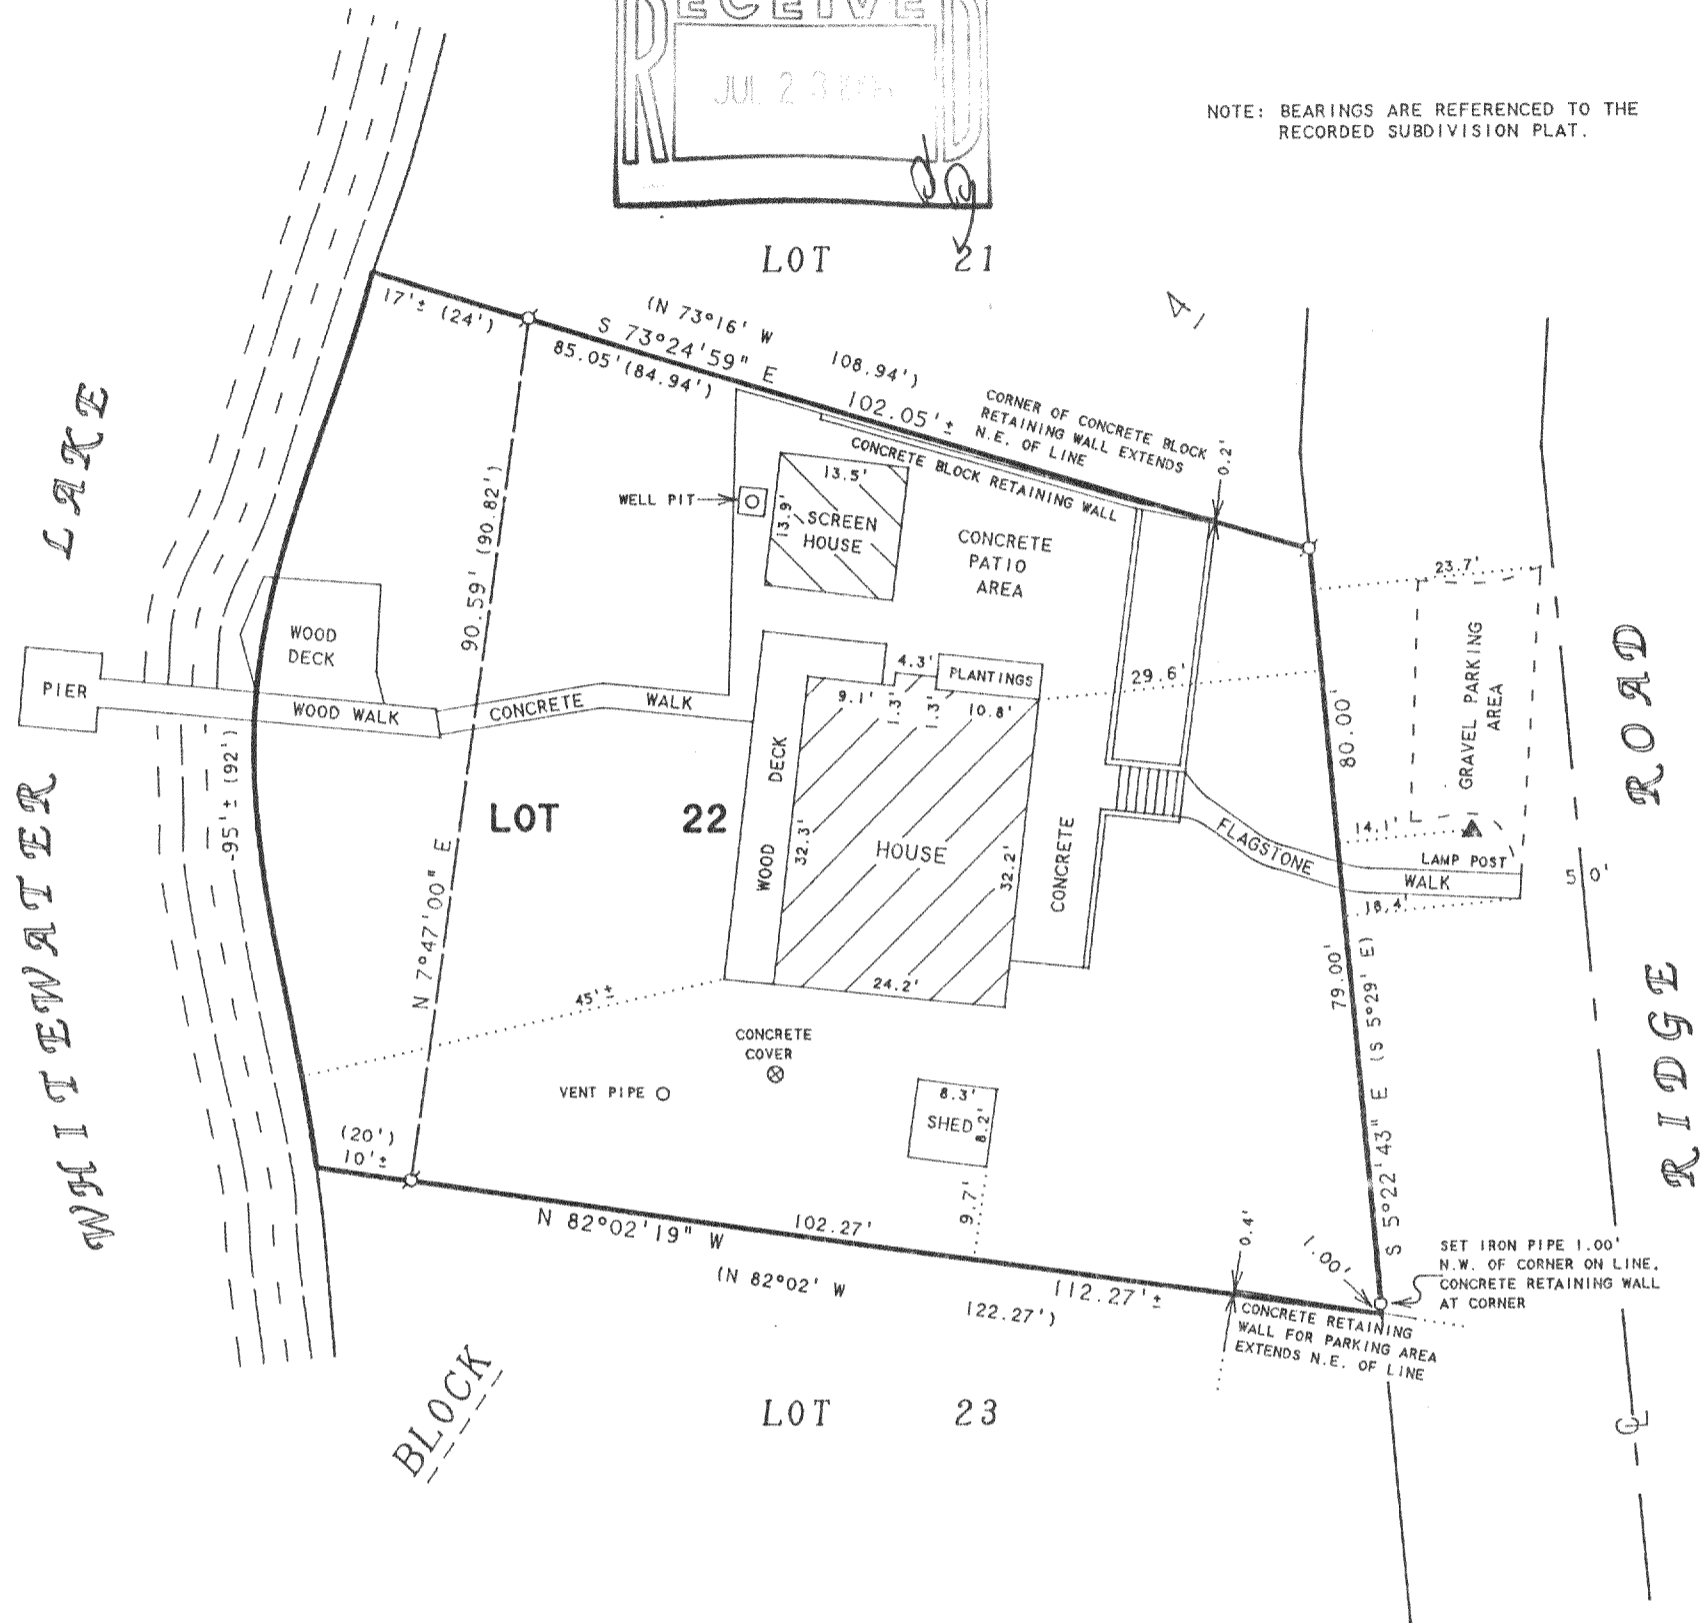 RECEIVED
JUL 23
NOTE: BEARINGS ARE REFERENCED TO THE
RECORDED SUBDIVISION PLAT.
LOT 21
17'± (24')
(N 73°16' W 108.94')
S 73°24'59" E 102.05'±
85.05'(84.94')
CORNER OF CONCRETE BLOCK
RETAINING WALL EXTENDS
N.E. OF LINE
0.2'
CONCRETE BLOCK RETAINING WALL
WELL PIT
13.5'
13.9'
SCREEN
HOUSE
CONCRETE
PATIO
AREA
90.59' (90.82')
N 7°47'00" E
WHITEWATER LAKE
WOOD
DECK
PIER
WOOD WALK
CONCRETE WALK
95'± (92')
LOT 22
WOOD DECK
4.3'
PLANTINGS
9.1'
1.3'
1.3'
10.8'
32.3'
HOUSE
32.2'
24.2'
CONCRETE
29.6'
FLAGSTONE
WALK
23.7'
GRAVEL PARKING
AREA
14.1'
LAMP POST
18.4'
50'
80.00'
79.00'
S 5°22'43" E (S 5°29' E)
RIDGE ROAD
45'±
CONCRETE
COVER
VENT PIPE
8.3'
SHED
8.2'
9.7'
(20')
10'±
N 82°02'19" W 102.27'
(N 82°02' W 122.27')
112.27'±
0.4'
1.00'
SET IRON PIPE 1.00'
N.W. OF CORNER ON LINE.
CONCRETE RETAINING WALL
AT CORNER
CONCRETE RETAINING
WALL FOR PARKING AREA
EXTENDS N.E. OF LINE
BLOCK
LOT 23